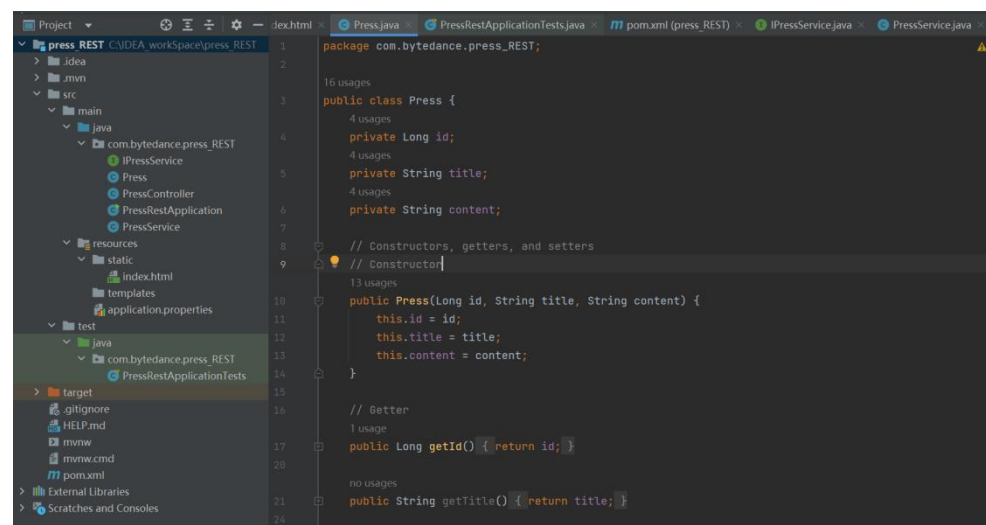 Project
dex.html
Press.java
PressRestApplicationTests.java
pom.xml (press_REST)
IPressService.java
PressService.java
press_REST C:\IDEA_workSpace\press_REST
.idea
.mvn
src
main
java
com.bytedance.press_REST
IPressService
Press
PressController
PressRestApplication
PressService
resources
static
index.html
templates
application.properties
test
java
com.bytedance.press_REST
PressRestApplicationTests
target
.gitignore
HELP.md
mvnw
mvnw.cmd
pom.xml
External Libraries
Scratches and Consoles
1 package com.bytedance.press_REST;
2
16 usages
3 public class Press {
4 usages
4 private Long id;
4 usages
5 private String title;
4 usages
6 private String content;
7
8 // Constructors, getters, and setters
9 // Constructor
13 usages
10 public Press(Long id, String title, String content) {
11 this.id = id;
12 this.title = title;
13 this.content = content;
14 }
15
16 // Getter
1 usage
17 public Long getId() { return id; }
20
no usages
21 public String getTitle() { return title; }
24